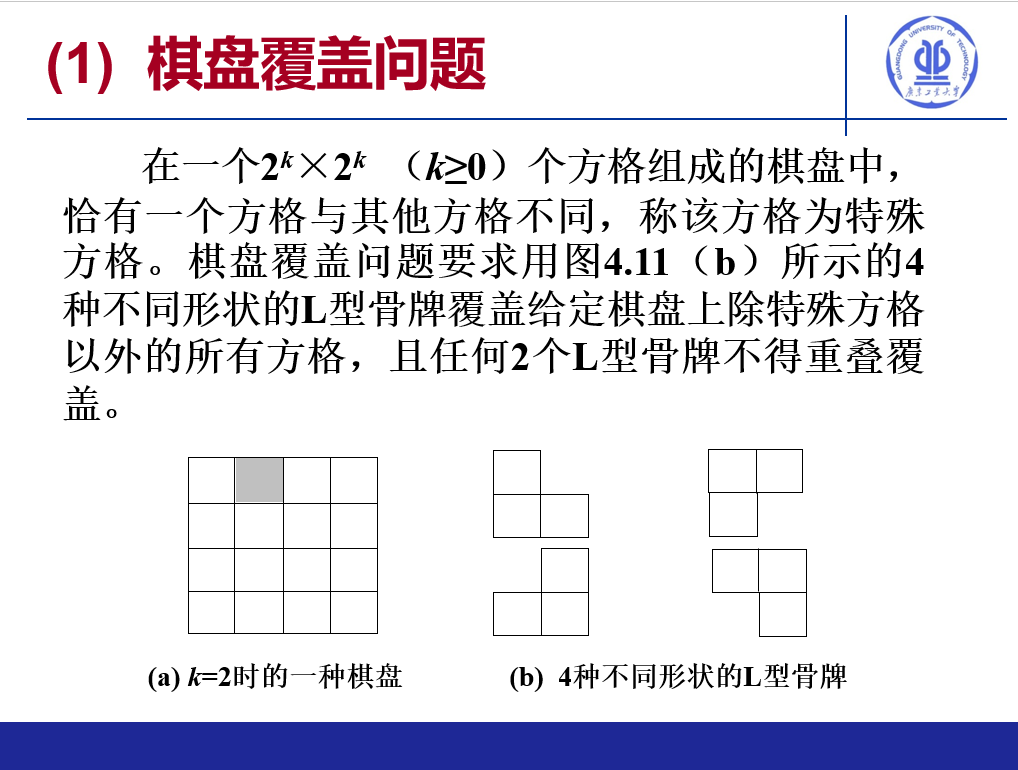 (1) 棋盘覆盖问题
GUANGDONG UNIVERSITY OF TECHNOLOGY
广东工业大学
在一个2ᵏ×2ᵏ （k≥0）个方格组成的棋盘中，
恰有一个方格与其他方格不同，称该方格为特殊
方格。棋盘覆盖问题要求用图4.11（b）所示的4
种不同形状的L型骨牌覆盖给定棋盘上除特殊方格
以外的所有方格，且任何2个L型骨牌不得重叠覆
盖。
(a) k=2时的一种棋盘
(b) 4种不同形状的L型骨牌